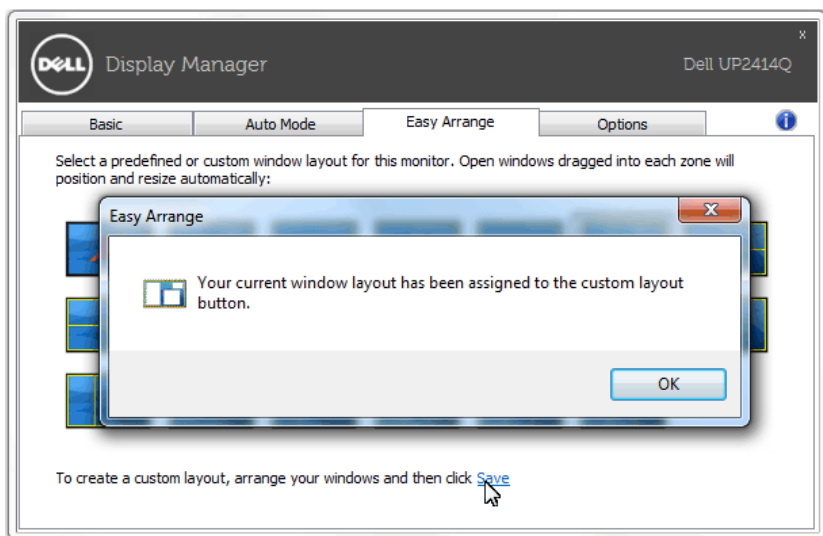 x
DELL Display Manager
Dell UP2414Q
Basic
Auto Mode
Easy Arrange
Options
i
Select a predefined or custom window layout for this monitor. Open windows dragged into each zone will
position and resize automatically:
Easy Arrange
Your current window layout has been assigned to the custom layout
button.
OK
To create a custom layout, arrange your windows and then click Save